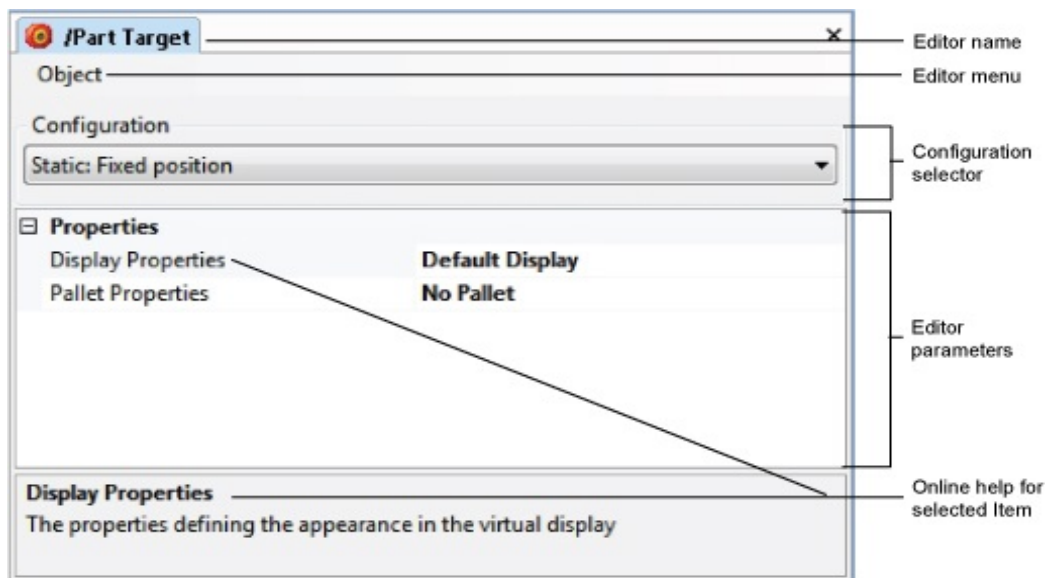 /Part Target
Editor name
Object
Editor menu
Configuration
Static: Fixed position
Configuration
selector
Properties
Display Properties
Default Display
Pallet Properties
No Pallet
Editor
parameters
Display Properties
The properties defining the appearance in the virtual display
Online help for
selected Item